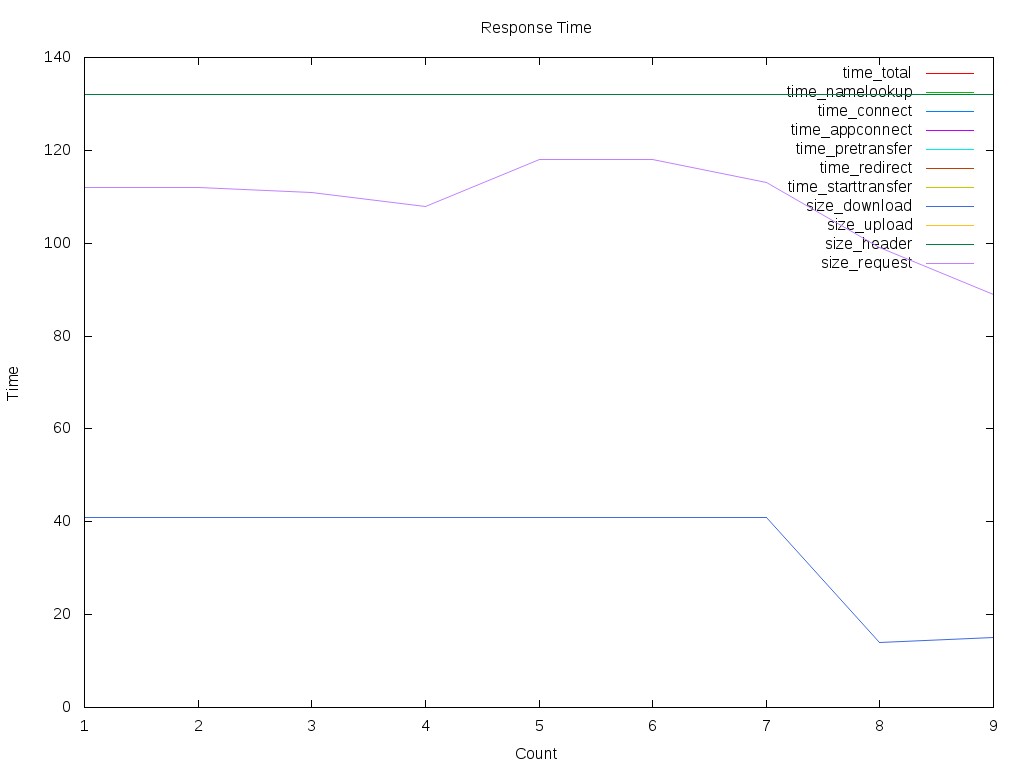 Response Time
140
120
100
80
60
40
20
0
Time
time_total
time_namelookup
time_connect
time_appconnect
time_pretransfer
time_redirect
time_starttransfer
size_download
size_upload
size_header
size_request
1 2 3 4 5 6 7 8 9
Count